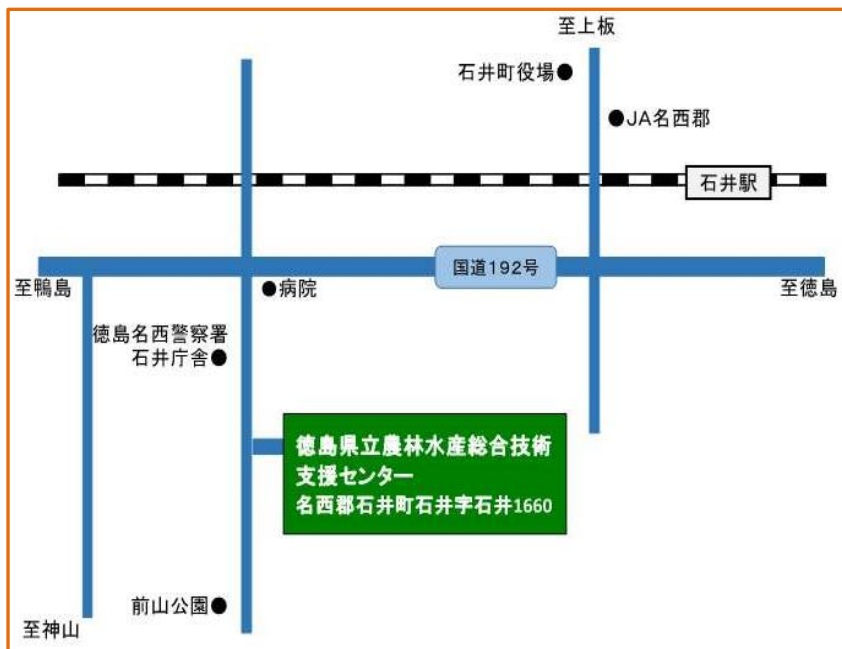 至上板
石井町役場●
●JA名西郡
石井駅
国道192号
至鴨島
●病院
至徳島
徳島名西警察署
石井庁舎●
徳島県立農林水産総合技術
支援センター
名西郡石井町石井字石井1660
前山公園●
至神山